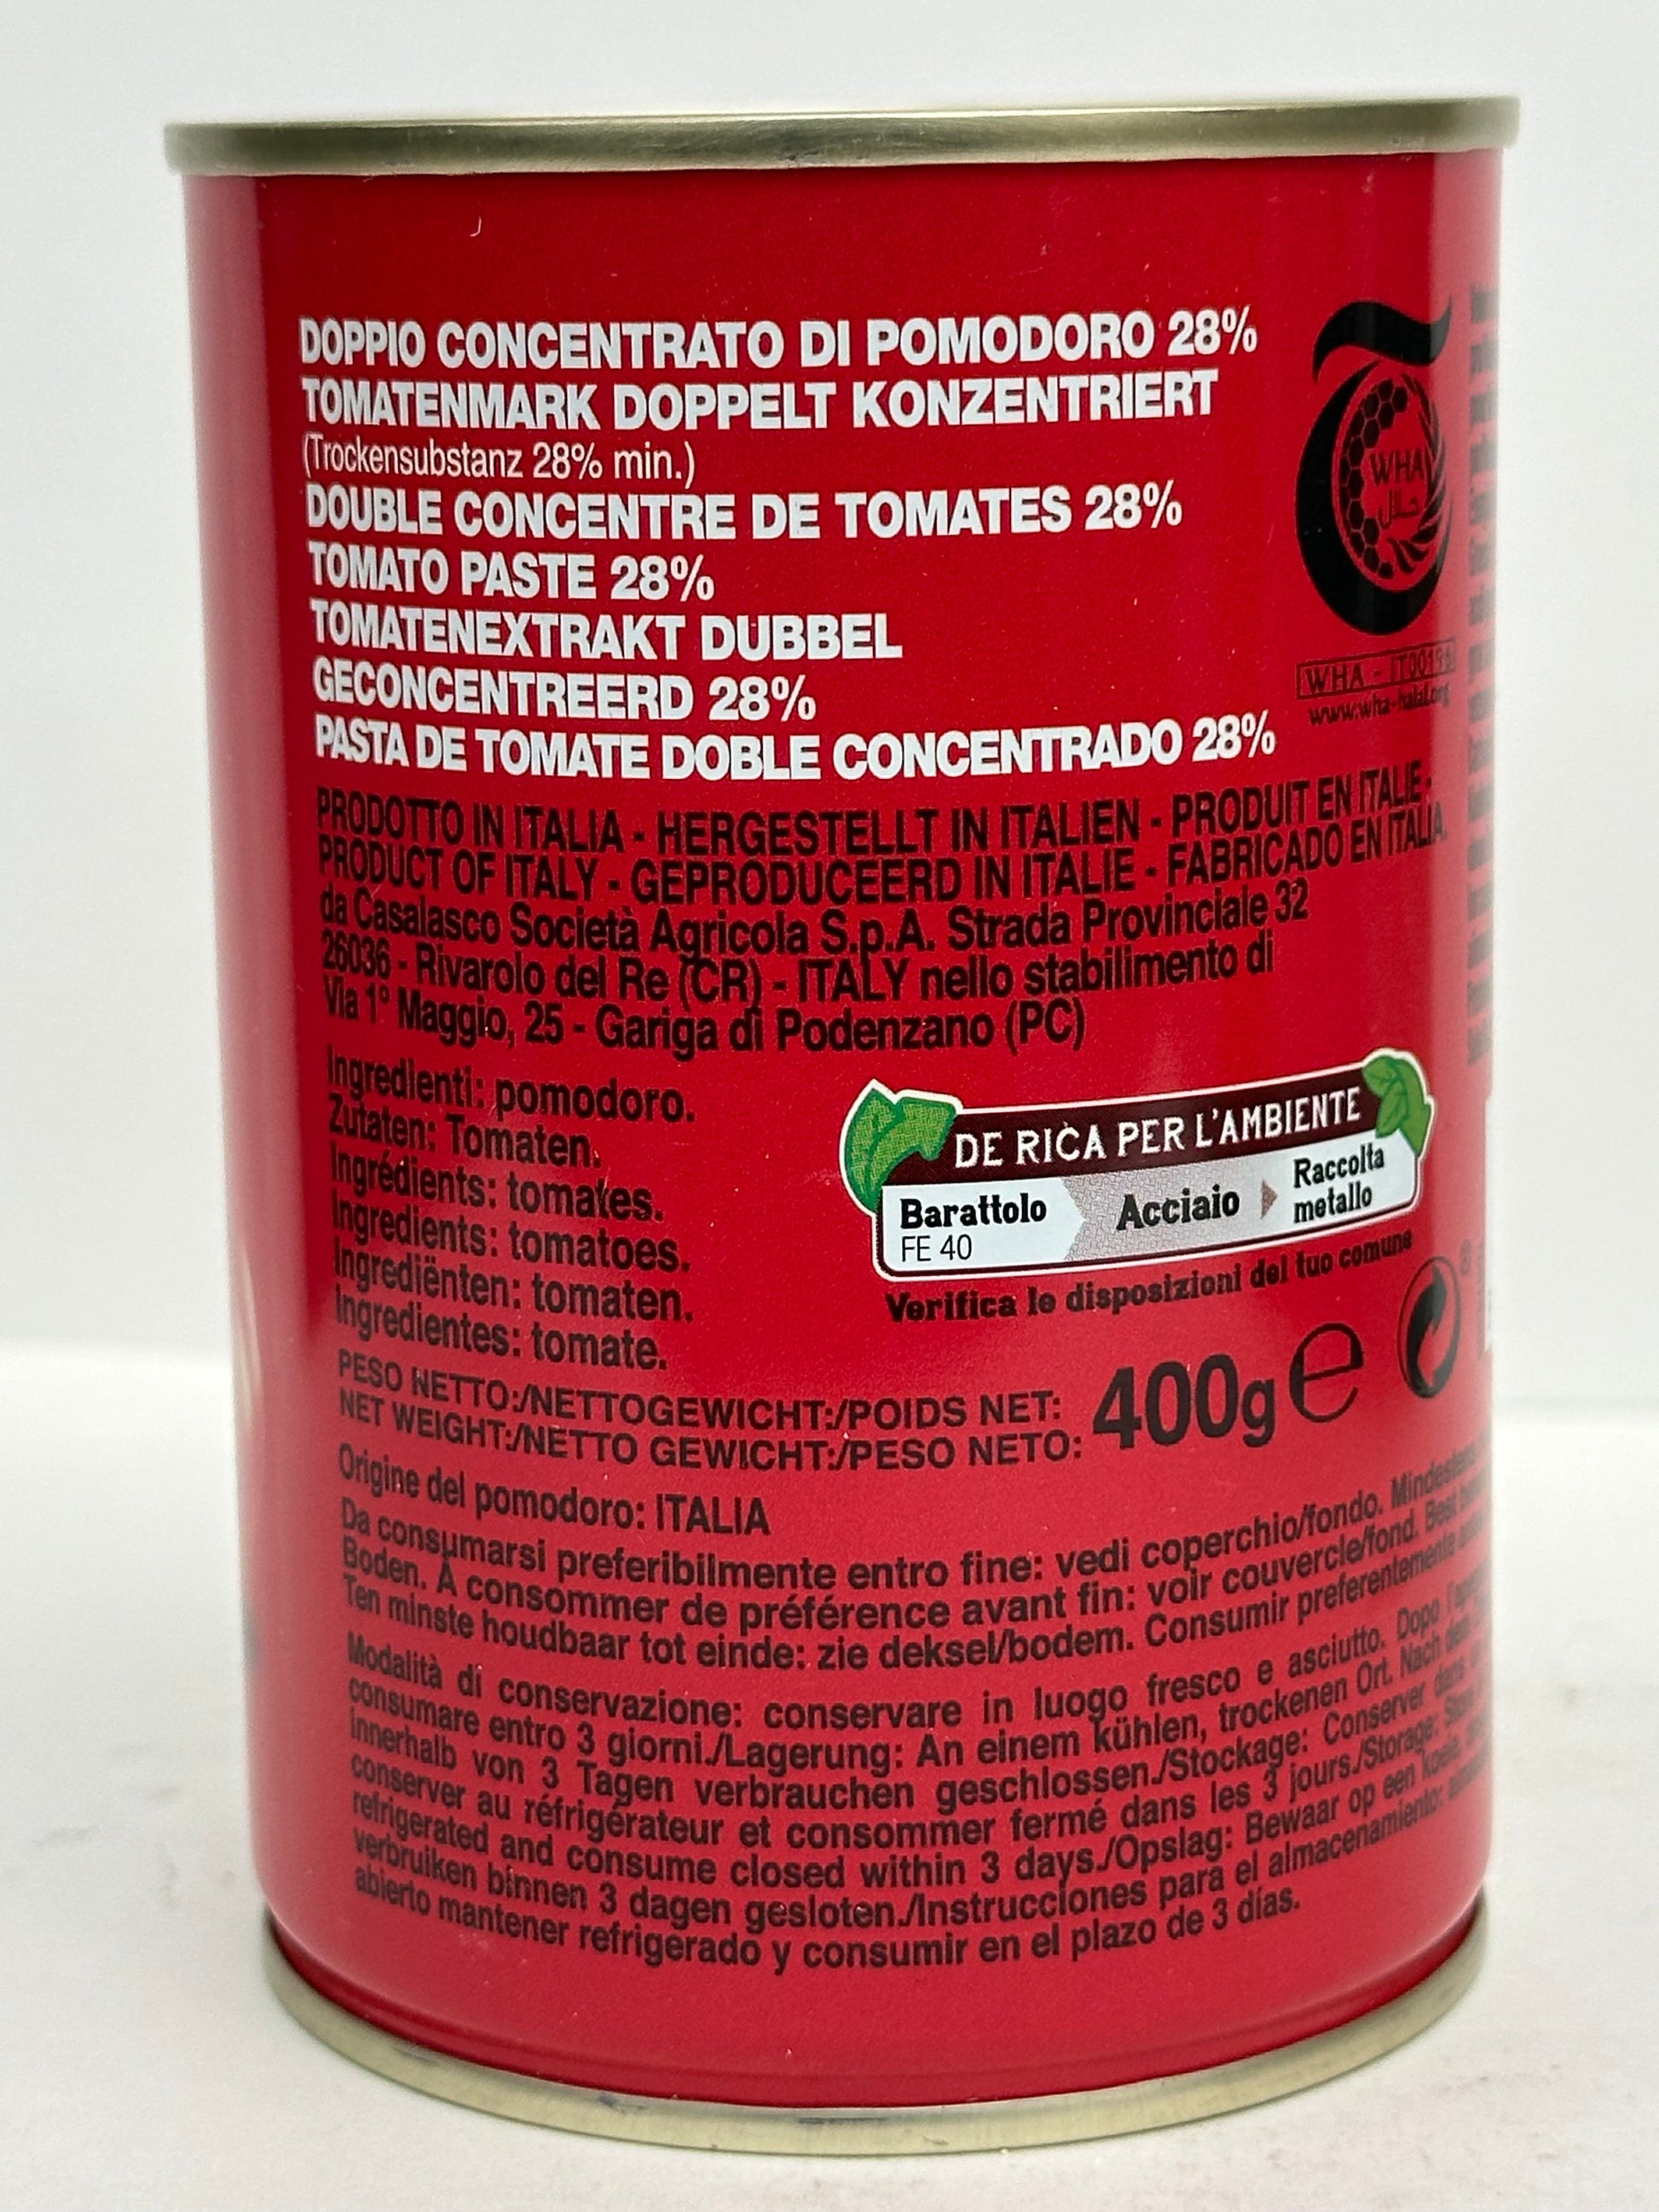 DOPPIO CONCENTRATO DI POMODORO 28%
TOMATENMARK DOPPELT KONZENTRIERT
(Trockensubstanz 28% min.)
DOUBLE CONCENTRE DE TOMATES 28%
TOMATO PASTE 28%
TOMATENEXTRAKT DUBBEL
GECONCENTREERD 28%
PASTA DE TOMATE DOBLE CONCENTRADO 28%
WHA
حلال
WHA - IT00196
www.wha-halal.org
PRODOTTO IN ITALIA - HERGESTELLT IN ITALIEN - PRODUIT EN ITALIE -
PRODUCT OF ITALY - GEPRODUCEERD IN ITALIE - FABRICADO EN ITALIA
da Casalasco Società Agricola S.p.A. Strada Provinciale 32
26036 - Rivarolo del Re (CR) - ITALY nello stabilimento di
Via 1° Maggio, 25 - Gariga di Podenzano (PC)
Ingredienti: pomodoro.
Zutaten: Tomaten.
Ingrédients: tomates.
Ingredients: tomatoes.
Ingrediënten: tomaten.
Ingredientes: tomate.
DE RICA PER L'AMBIENTE
Barattolo
FE 40
Acciaio
Raccolta
metallo
Verifica le disposizioni del tuo comune
PESO NETTO:/NETTOGEWICHT:/POIDS NET:
NET WEIGHT:/NETTO GEWICHT:/PESO NETO:
400g e
Origine del pomodoro: ITALIA
Da consumarsi preferibilmente entro fine: vedi coperchio/fondo.
Boden. À consommer de préférence avant fin: voir couvercle/fond. Best
Ten minste houdbaar tot einde: zie deksel/bodem. Consumir preferentemente
Modalità di conservazione: conservare in luogo fresco e asciutto. Dopo
consumare entro 3 giorni./Lagerung: An einem kühlen, trockenen Ort. Nach
innerhalb von 3 Tagen verbrauchen geschlossen./Stockage: Conserver dans
conserver au réfrigérateur et consommer fermé dans les 3 jours./Storage:
refrigerated and consume closed within 3 days./Opslag: Bewaar op een
verbruiken binnen 3 dagen gesloten./Instrucciones para el almacenamiento:
abierto mantener refrigerado y consumir en el plazo de 3 días.